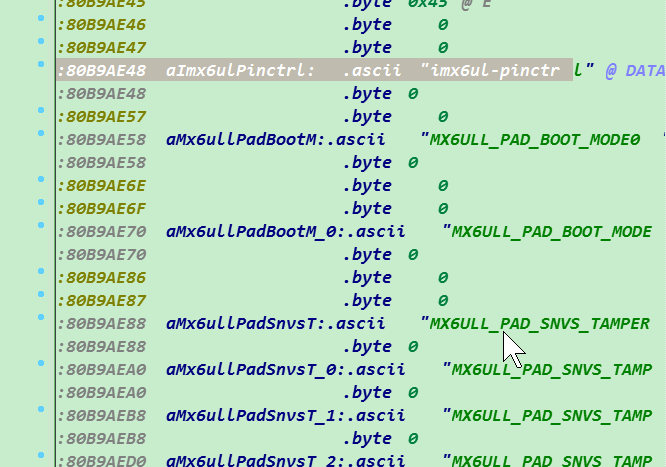 :80B9AE45 .byte 0x45 @ E
:80B9AE46 .byte 0
:80B9AE47 .byte 0
:80B9AE48 aImx6ulPinctrl: .ascii "imx6ul-pinctrl" @ DATA
:80B9AE48 .byte 0
:80B9AE57 .byte 0
:80B9AE58 aMx6ullPadBootM:.ascii "MX6ULL_PAD_BOOT_MODE0 "
:80B9AE58 .byte 0
:80B9AE6E .byte 0
:80B9AE6F .byte 0
:80B9AE70 aMx6ullPadBootM_0:.ascii "MX6ULL_PAD_BOOT_MODE
:80B9AE70 .byte 0
:80B9AE86 .byte 0
:80B9AE87 .byte 0
:80B9AE88 aMx6ullPadSnvsT:.ascii "MX6ULL_PAD_SNVS_TAMPER
:80B9AE88 .byte 0
:80B9AEA0 aMx6ullPadSnvsT_0:.ascii "MX6ULL_PAD_SNVS_TAMP
:80B9AEA0 .byte 0
:80B9AEB8 aMx6ullPadSnvsT_1:.ascii "MX6ULL_PAD_SNVS_TAMP
:80B9AEB8 .byte 0
:80B9AED0 aMx6ullPadSnvsT_2:.ascii "MX6ULL_PAD_SNVS_TAMP